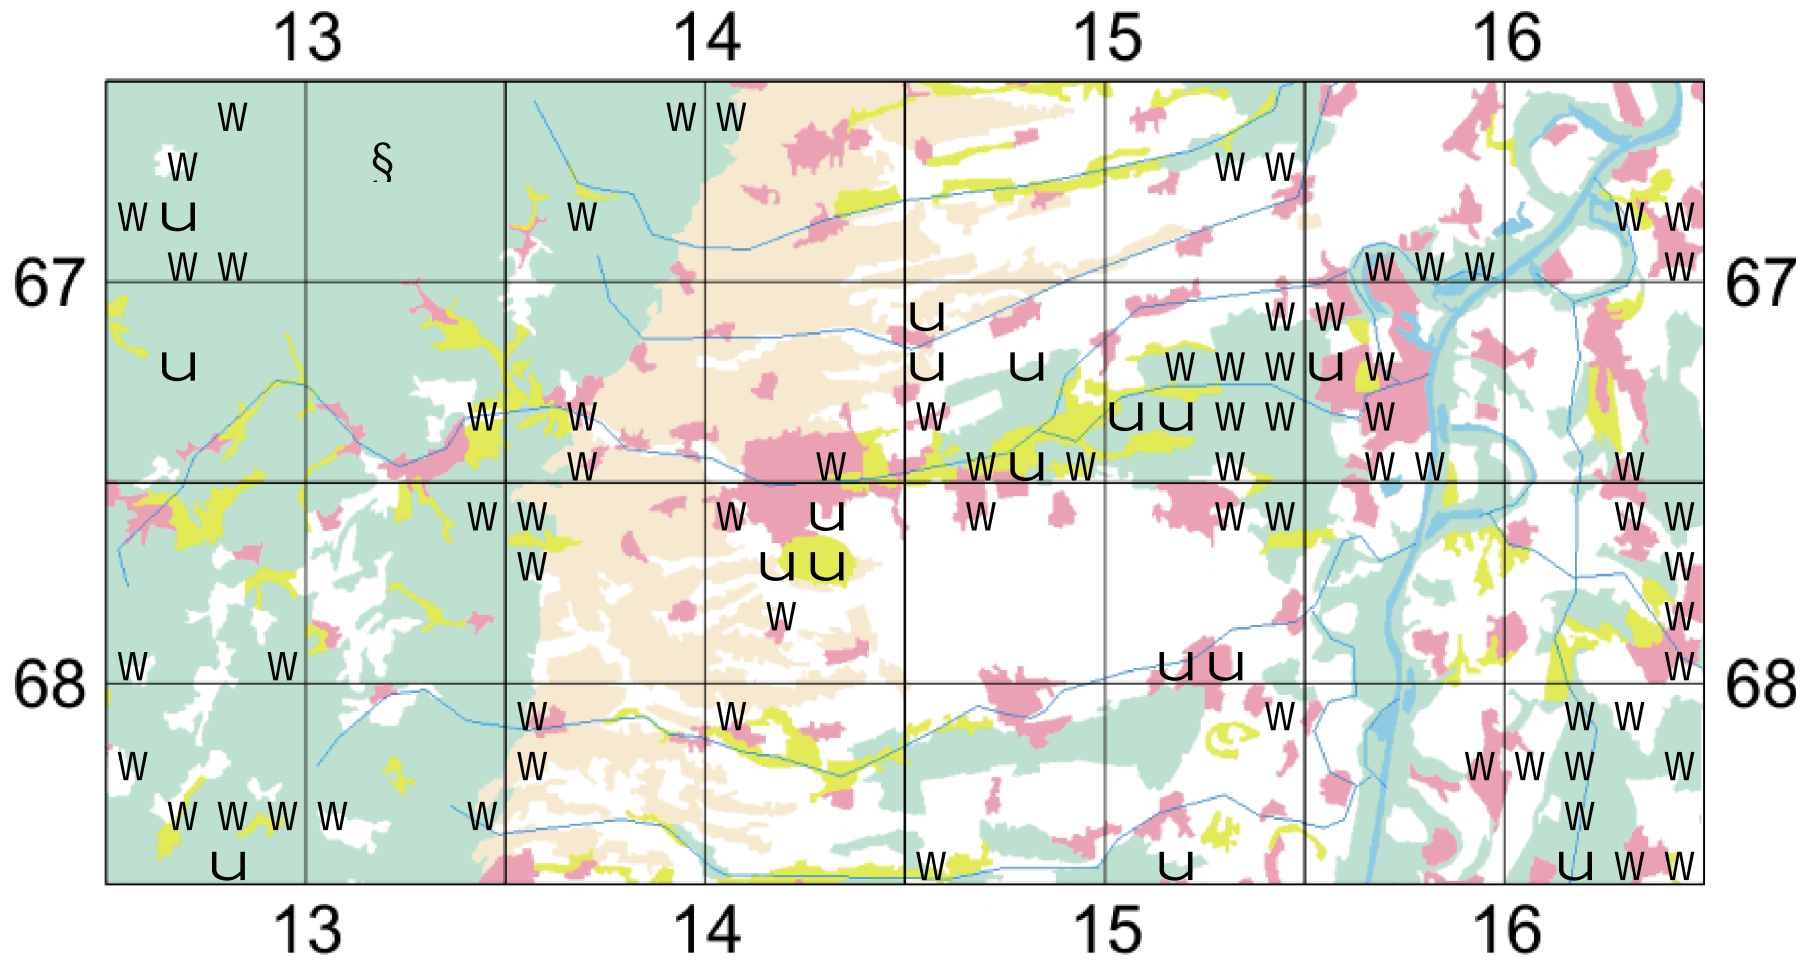 13 14 15 16
W W W
W § W W
W u W W W
67 W W W W W W 67
u W W
u u u W W W u W
W W W u u W W W
W W W u W W W W W
W W W u W W W W W
W u u W
W W
68 W W u u W 68
W W W W W
W W W W W W
W W W W W W
u W u u W W
13 14 15 16